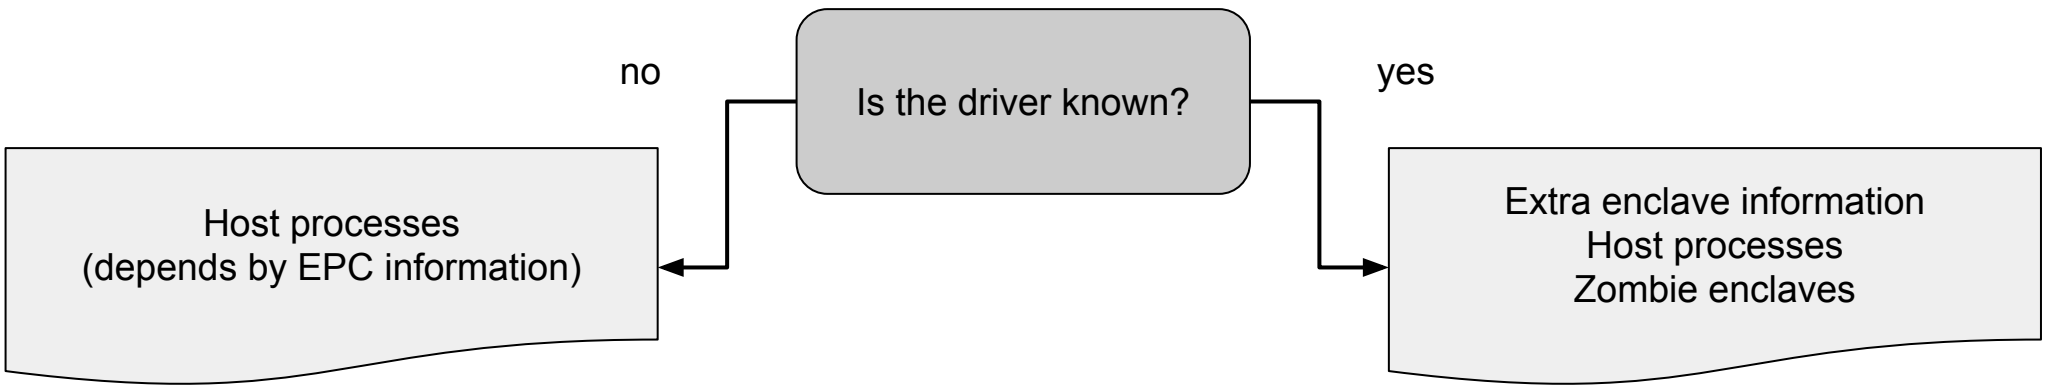 no
Is the driver known?
yes
Host processes
(depends by EPC information)
Extra enclave information
Host processes
Zombie enclaves